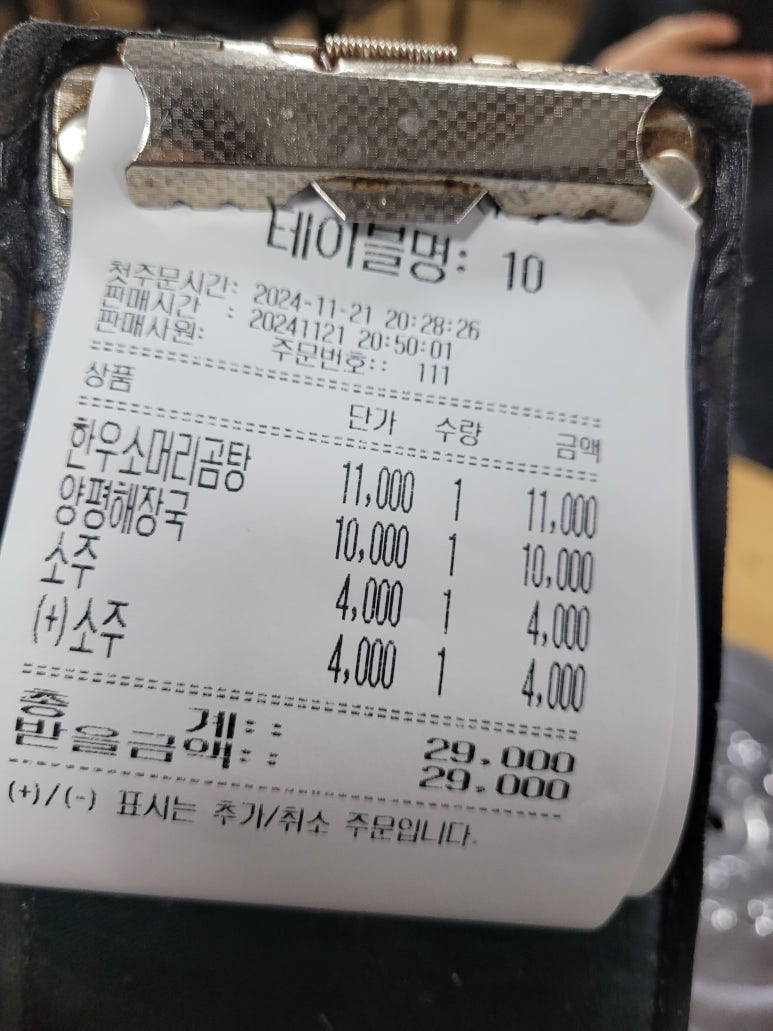 테이블명: 10
첫주문시간: 2024-11-21 20:28:26
판매시간 : 20241121 20:50:01
판매사원: 주문번호:: 111
상품 단가 수량 금액
한우소머리곰탕 11,000 1 11,000
양평해장국 10,000 1 10,000
소주 4,000 1 4,000
(+)소주 4,000 1 4,000
총 계:: 29,000
받을금액:: 29,000
(+)/(-) 표시는 추가/취소 주문입니다.